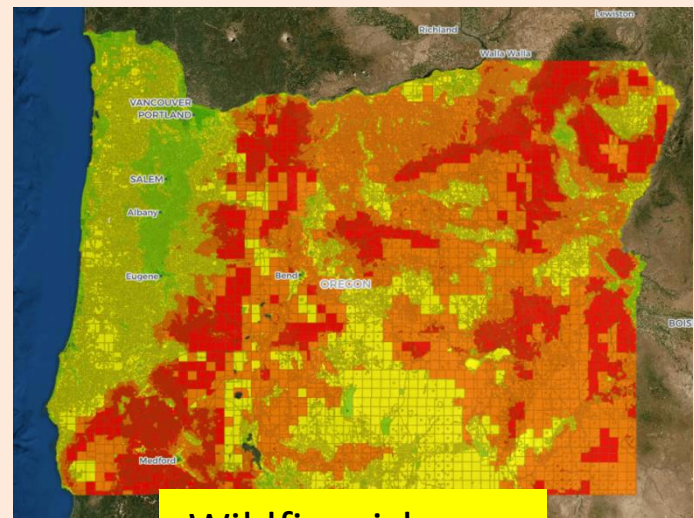 Lewiston
Richland
Walla Walla
VANCOUVER
PORTLAND
SALEM
Albany
Eugene
Bend
OREGON
BOIS
Medford